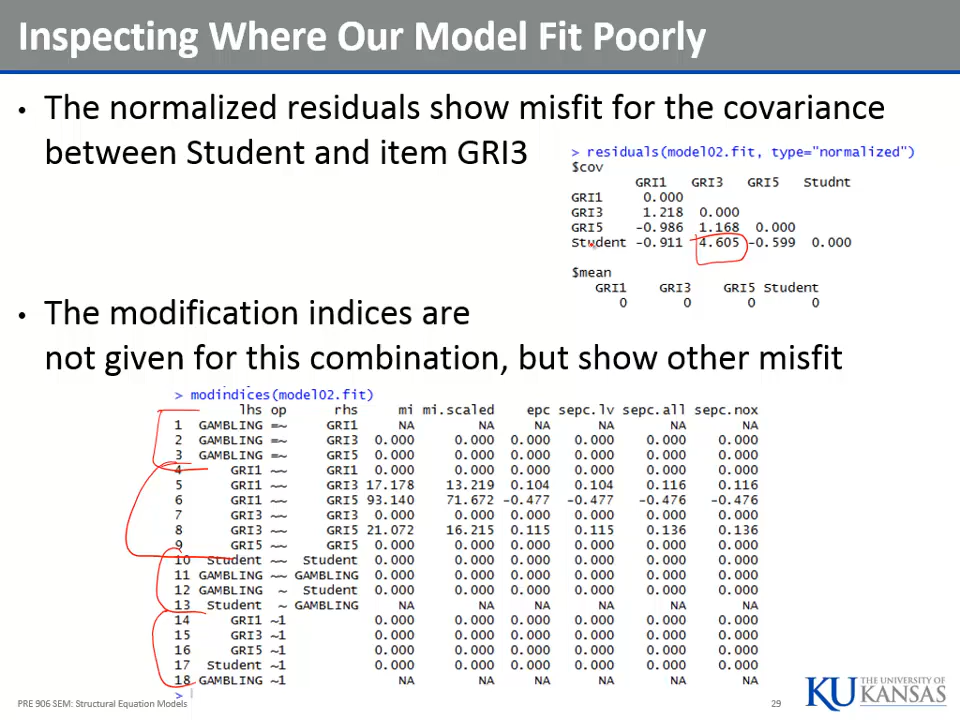 Inspecting Where Our Model Fit Poorly
• The normalized residuals show misfit for the covariance
between Student and item GRI3
> residuals(model02.fit, type="normalized")
$cov
GRI1 GRI3 GRI5 Studnt
GRI1 0.000
GRI3 1.218 0.000
GRI5 -0.986 1.168 0.000
Student -0.911 4.605 -0.599 0.000
$mean
GRI1 GRI3 GRI5 Student
0 0 0 0
• The modification indices are
not given for this combination, but show other misfit
> modindices(model02.fit)
lhs op rhs mi mi.scaled epc sepc.lv sepc.all sepc.nox
1 GAMBLING =~ GRI1 NA NA NA NA NA NA
2 GAMBLING =~ GRI3 0.000 0.000 0.000 0.000 0.000 0.000
3 GAMBLING =~ GRI5 0.000 0.000 0.000 0.000 0.000 0.000
4 GRI1 ~~ GRI1 0.000 0.000 0.000 0.000 0.000 0.000
5 GRI1 ~~ GRI3 17.178 13.219 0.104 0.104 0.116 0.116
6 GRI1 ~~ GRI5 93.140 71.672 -0.477 -0.477 -0.476 -0.476
7 GRI3 ~~ GRI3 0.000 0.000 0.000 0.000 0.000 0.000
8 GRI3 ~~ GRI5 21.072 16.215 0.115 0.115 0.136 0.136
9 GRI5 ~~ GRI5 0.000 0.000 0.000 0.000 0.000 0.000
10 Student ~~ Student 0.000 0.000 0.000 0.000 0.000 0.000
11 GAMBLING ~~ GAMBLING 0.000 0.000 0.000 0.000 0.000 0.000
12 GAMBLING ~ Student 0.000 0.000 0.000 0.000 0.000 0.000
13 Student ~ GAMBLING NA NA NA NA NA NA
14 GRI1 ~1 0.000 0.000 0.000 0.000 0.000 0.000
15 GRI3 ~1 0.000 0.000 0.000 0.000 0.000 0.000
16 GRI5 ~1 0.000 0.000 0.000 0.000 0.000 0.000
17 Student ~1 0.000 0.000 0.000 0.000 0.000 0.000
18 GAMBLING ~1 NA NA NA NA NA NA
>
PRE 906 SEM: Structural Equation Models
29
KU THE UNIVERSITY OF
KANSAS